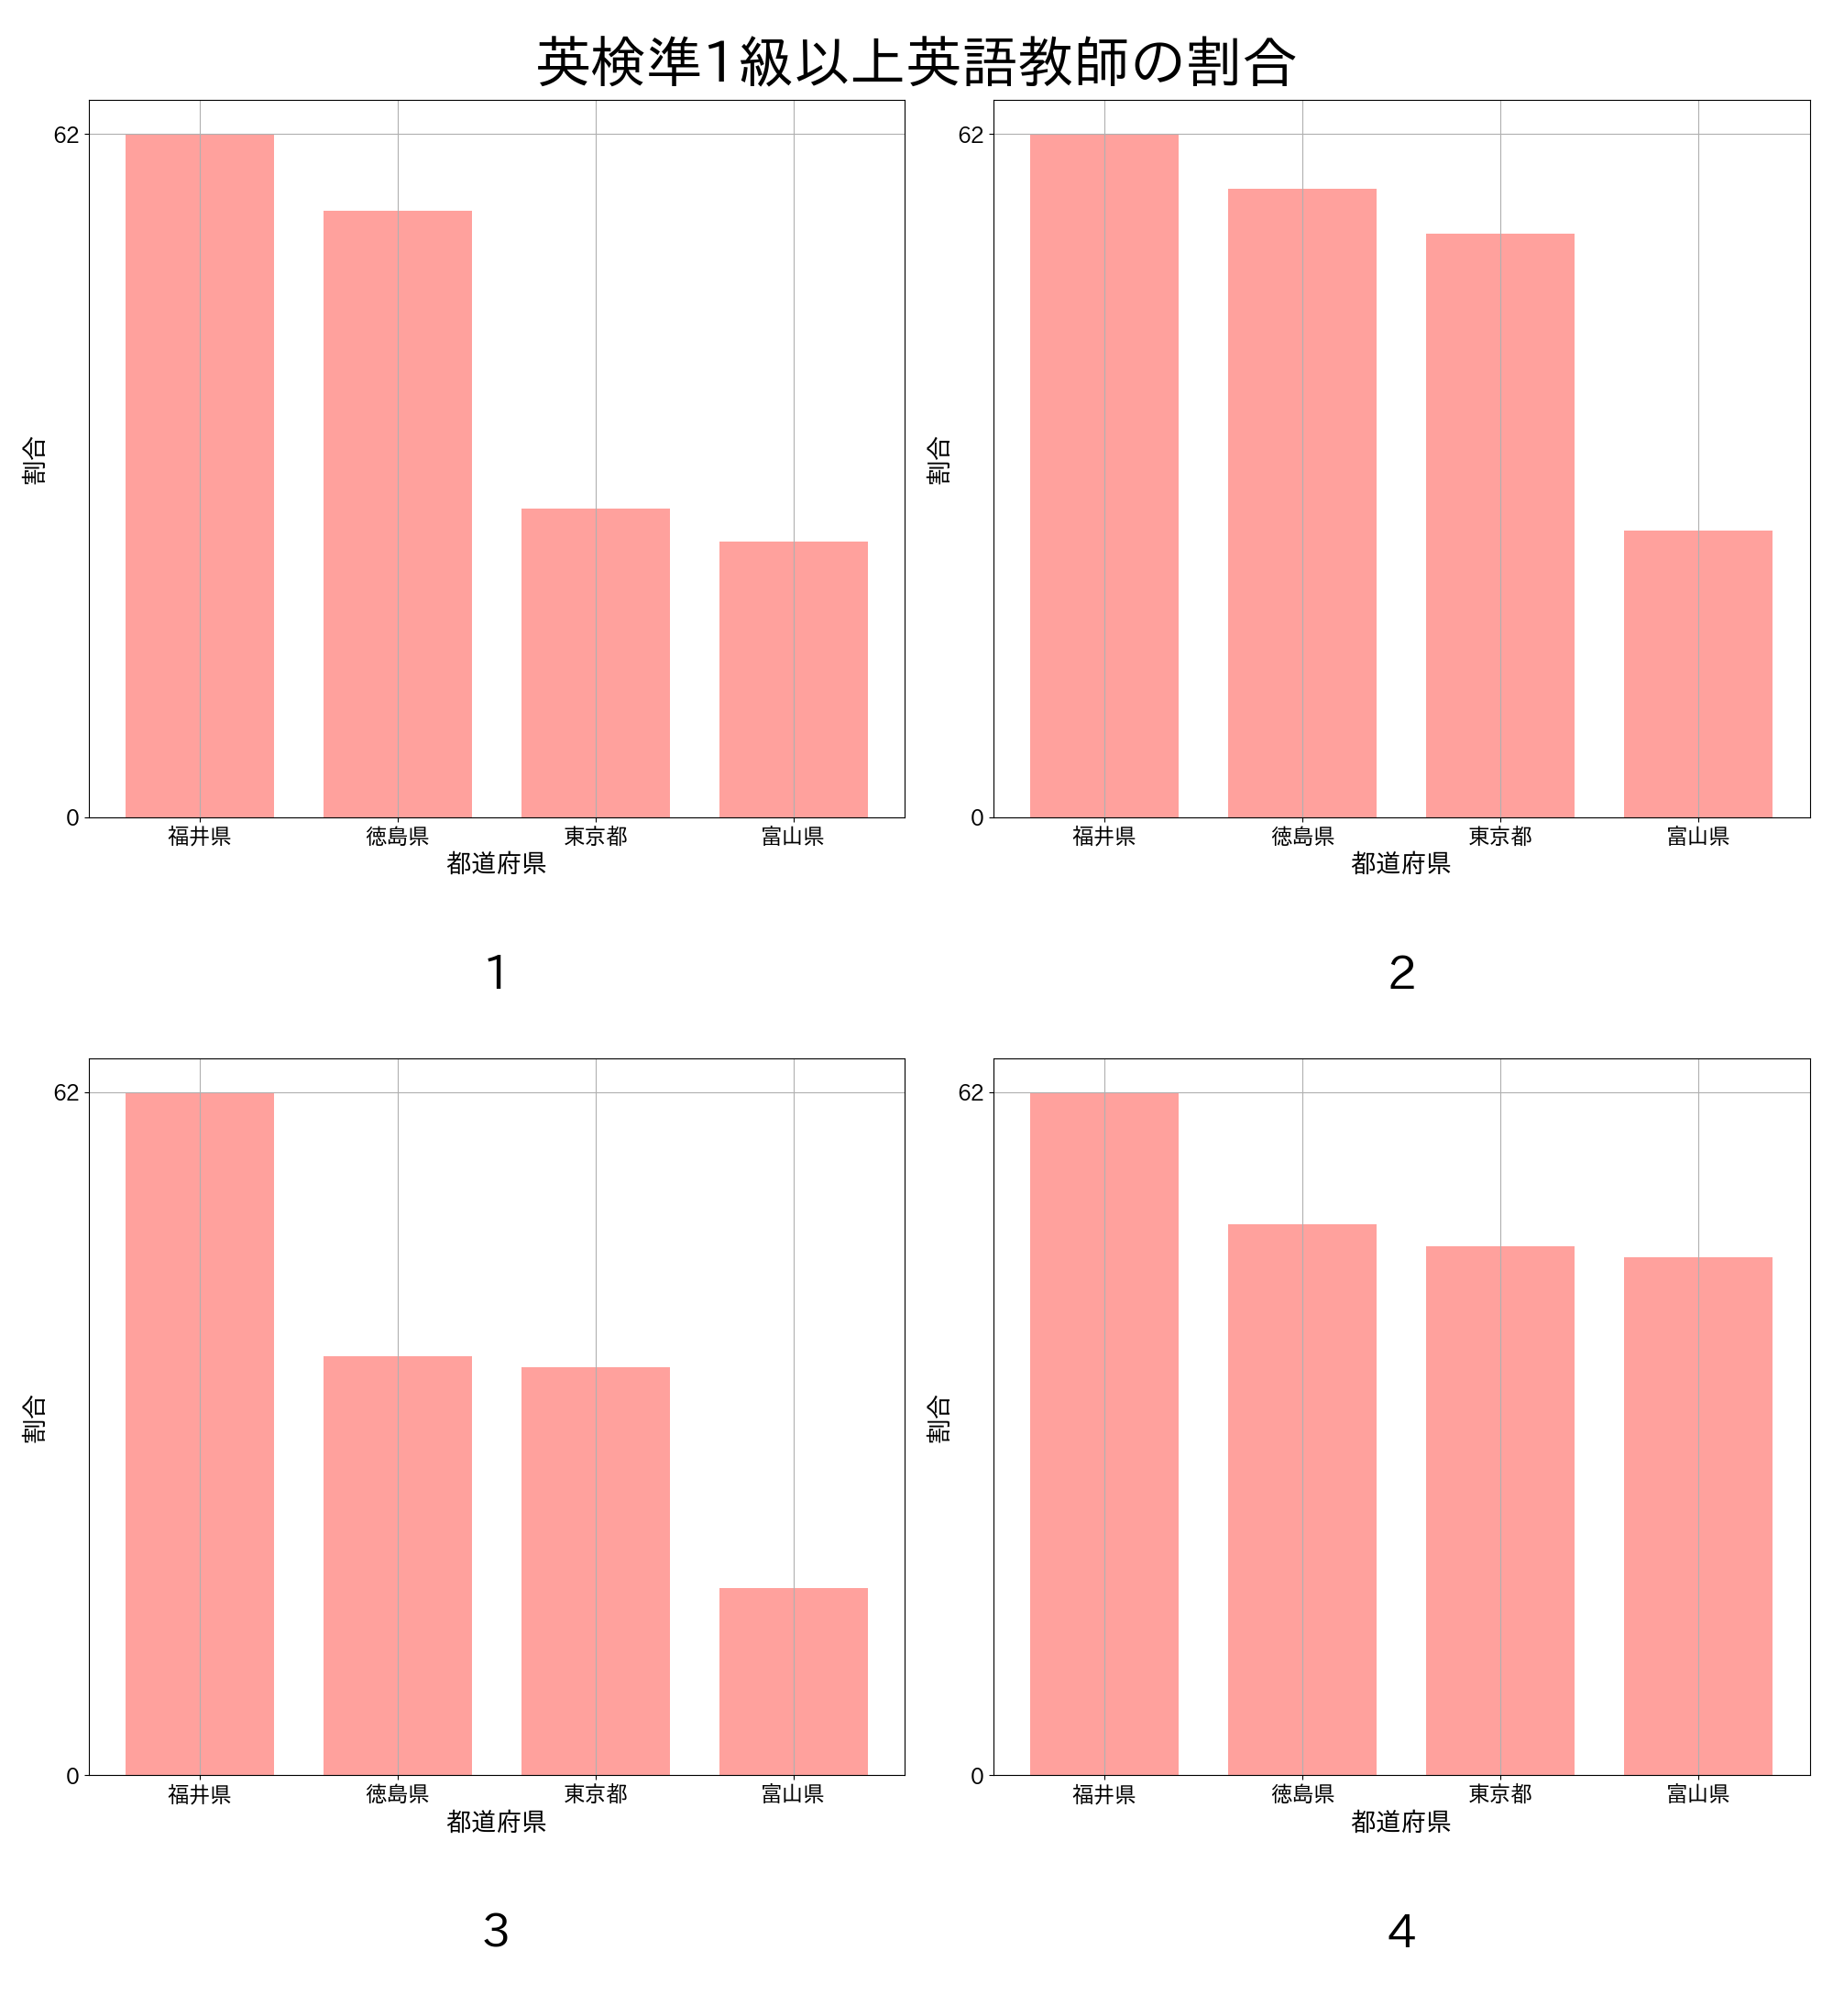 英検準1級以上英語教師の割合
62
0
割合
福井県 徳島県 東京都 富山県
都道府県
1
62
0
割合
福井県 徳島県 東京都 富山県
都道府県
2
62
0
割合
福井県 徳島県 東京都 富山県
都道府県
3
62
0
割合
福井県 徳島県 東京都 富山県
都道府県
4